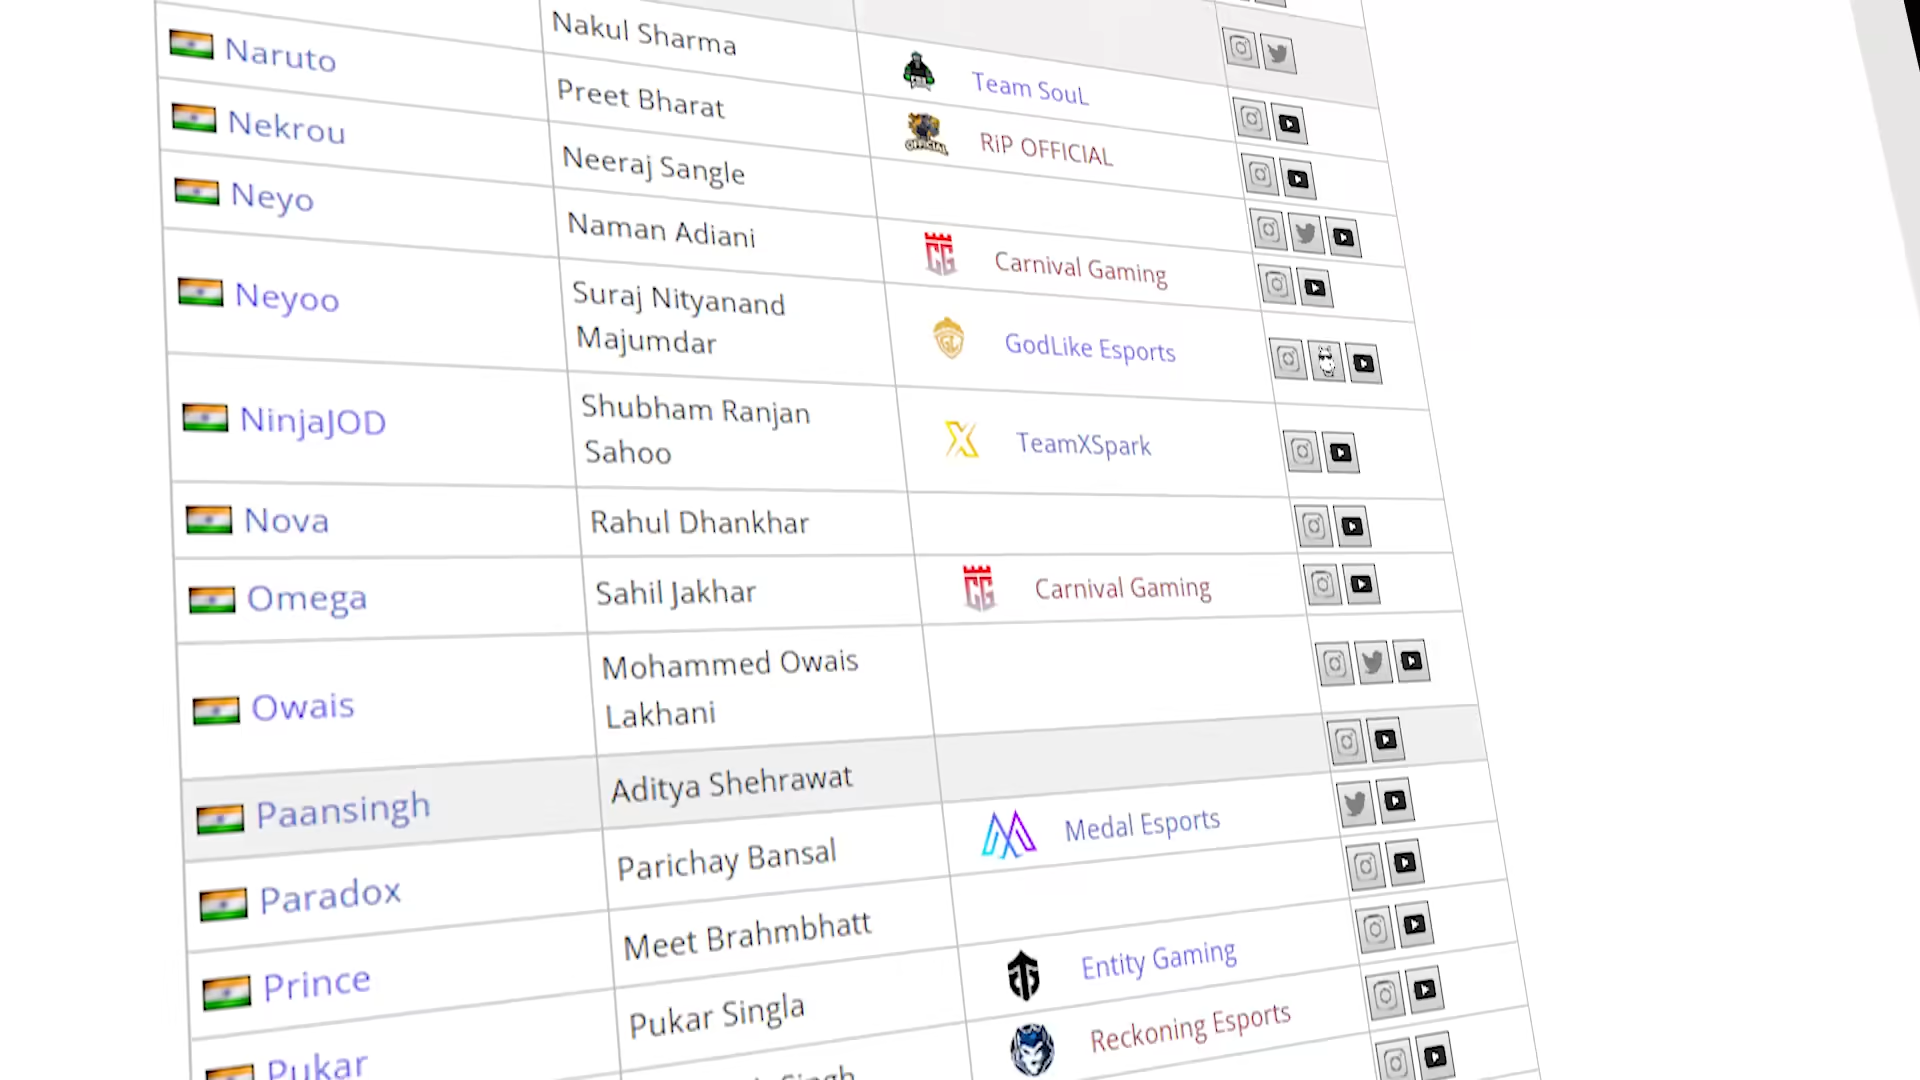 Nakul Sharma Team SouL
Naruto Preet Bharat RiP OFFICIAL
Nekrou Neeraj Sangle
Neyo Naman Adiani Carnival Gaming
Neyoo Suraj Nityanand
Majumdar GodLike Esports
NinjaJOD Shubham Ranjan
Sahoo TeamXSpark
Nova Rahul Dhankhar
Omega Sahil Jakhar Carnival Gaming
Owais Mohammed Owais
Lakhani
Paansingh Aditya Shehrawat
Paradox Parichay Bansal Medal Esports
Prince Meet Brahmbhatt
Pukar Pukar Singla Entity Gaming
Singh Reckoning Esports